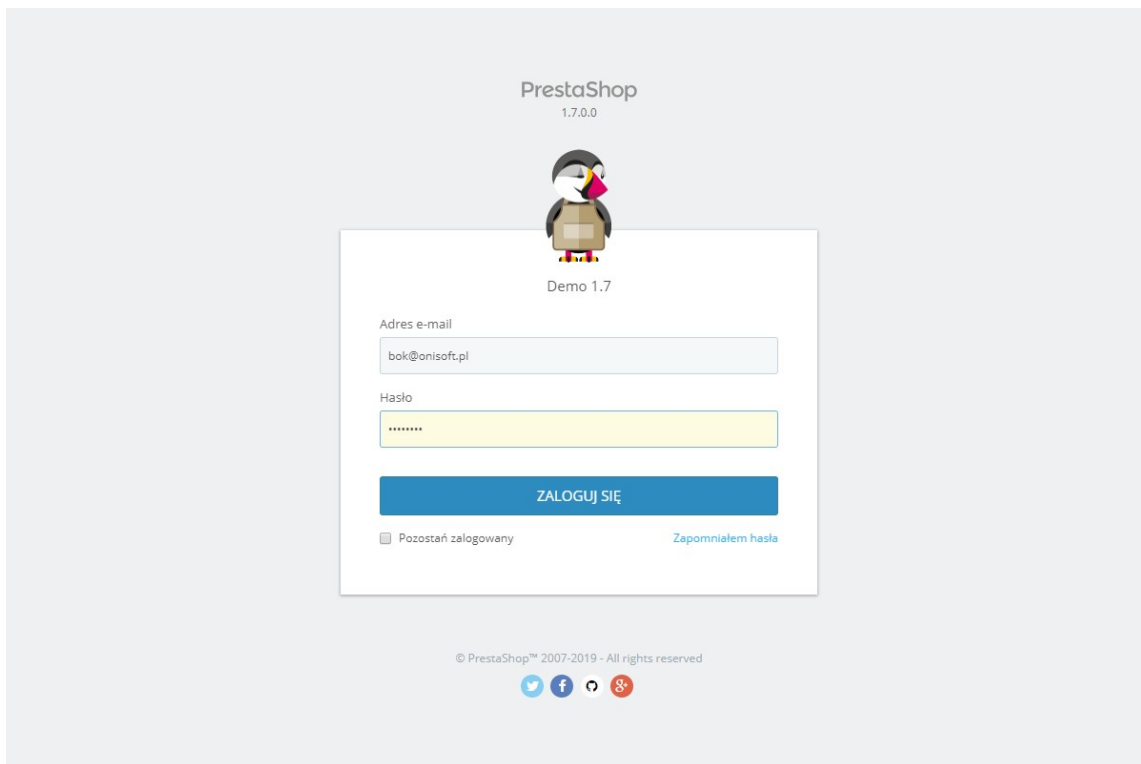 PrestaShop
1.7.0.0
Demo 1.7
Adres e-mail
bok@onisoft.pl
Hasło
••••••••
ZALOGUJ SIĘ
Pozostań zalogowany Zapomniałem hasła
© PrestaShop™ 2007-2019 - All rights reserved